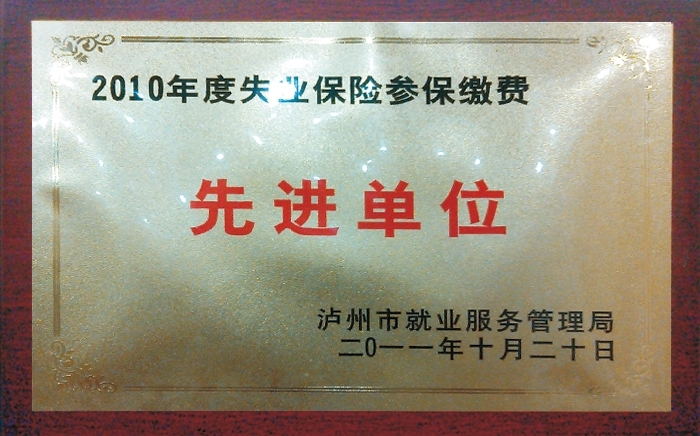 2010年度失业保险参保缴费
先进单位
泸州市就业服务管理局
二0一一年十月二十日